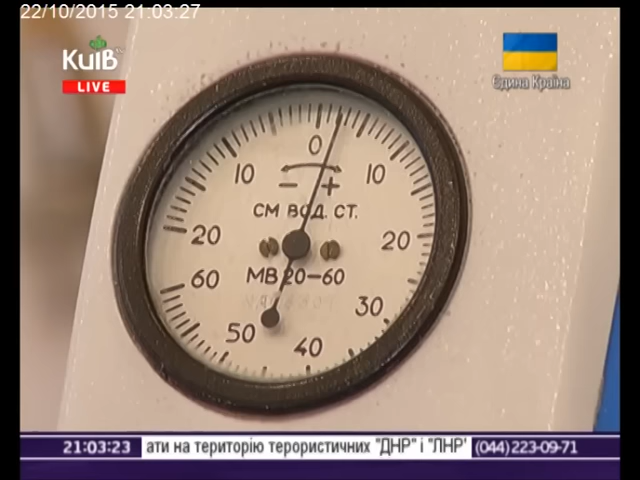 22/10/2015 21:03:27
КиїВ
LIVE
Єдина Країна
0
10 10
− +
СМ ВОД. СТ.
20 20
МВ 20-60
60
30
50
40
21:03:23 ати на територію терористичних "ДНР" і "ЛНР" (044)223-09-71